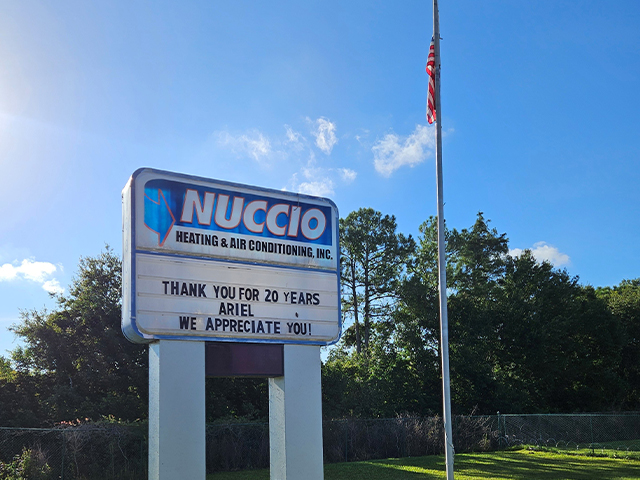 NUCCIO
HEATING & AIR CONDITIONING, INC.
THANK YOU FOR 20 YEARS
ARIEL
WE APPRECIATE YOU!